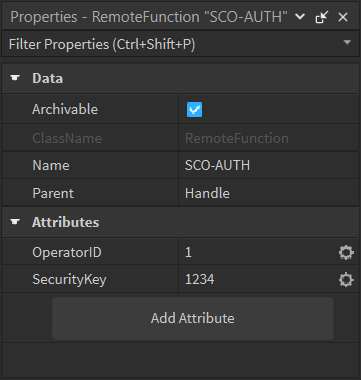 Properties - RemoteFunction "SCO-AUTH"
Filter Properties (Ctrl+Shift+P)
Data
Archivable
ClassName RemoteFunction
Name SCO-AUTH
Parent Handle
Attributes
OperatorID 1
SecurityKey 1234
Add Attribute